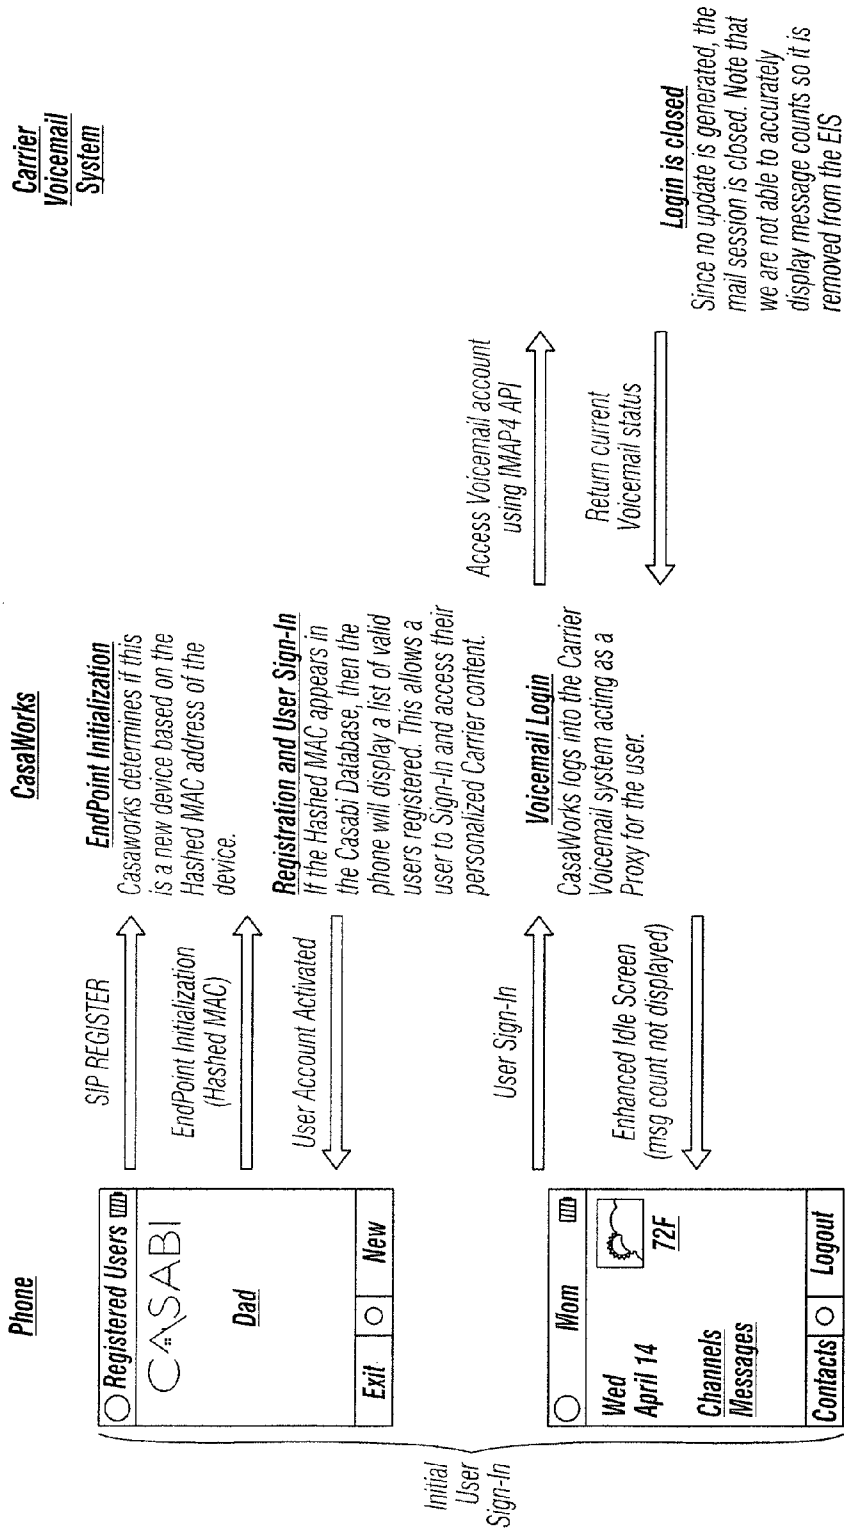 Phone
CasaWorks
Carrier
Voicemail
System
Initial
User
Sign-In
Registered Users
CASABI
Dad
Exit
New
SIP REGISTER
EndPoint Initialization
(Hashed MAC)
User Account Activated
EndPoint Initialization
Casaworks determines if this
is a new device based on the
Hashed MAC address of the
device.
Registration and User Sign-In
If the Hashed MAC appears in
the Casabi Database, then the
phone will display a list of valid
users registered. This allows a
user to Sign-In and access their
personalized Carrier content.
Mom
Wed
April 14
72F
Channels
Messages
Contacts
Logout
User Sign-In
Enhanced Idle Screen
(msg count not displayed)
Voicemail Login
CasaWorks logs into the Carrier
Voicemail system acting as a
Proxy for the user.
Access Voicemail account
using IMAP4 API
Return current
Voicemail status
Login is closed
Since no update is generated, the
mail session is closed. Note that
we are not able to accurately
display message counts so it is
removed from the EIS